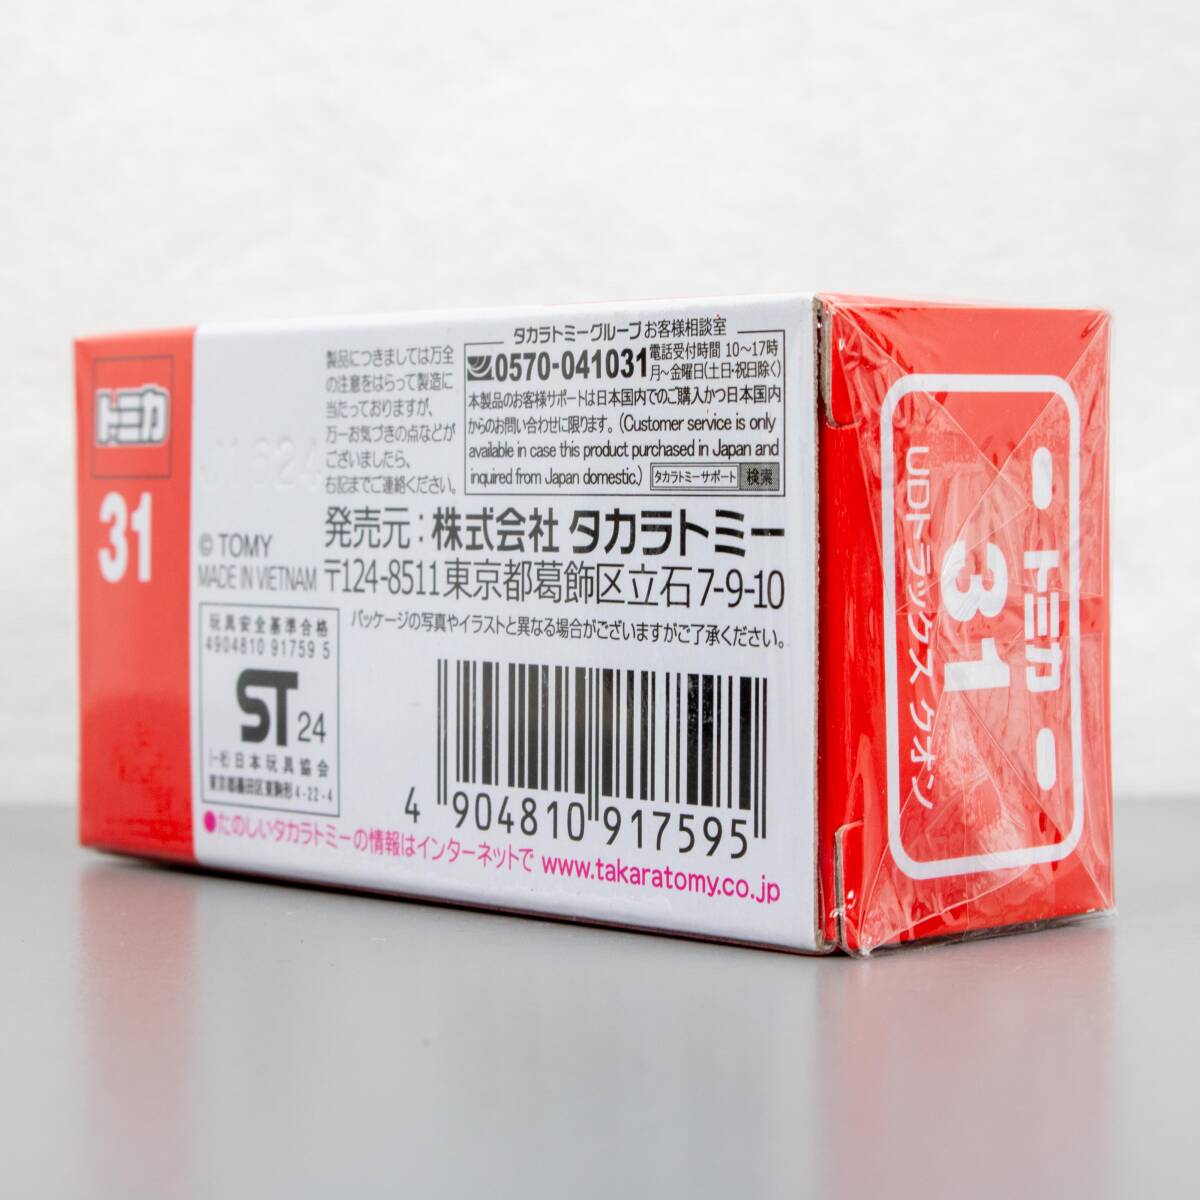 トミカ
31
製品につきましては万全
の注意をはらって製造に
当たっておりますが、
万一お気づきの点などが
ございましたら、
右記までご連絡ください。
タカラトミーグループお客様相談室
0570-041031
電話受付時間 10〜17時
月〜金曜日(土日・祝日除く)
本製品のお客様サポートは日本国内でのご購入かつ日本国内
からのお問い合わせに限ります。(Customer service is only
available in case this product purchased in Japan and
inquired from Japan domestic.)
タカラトミーサポート 検索
© TOMY
MADE IN VIETNAM
発売元:株式会社 タカラトミー
〒124-8511 東京都葛飾区立石7-9-10
パッケージの写真やイラストと異なる場合がございますがご了承ください。
玩具安全基準合格
4904810 91759 5
ST 24
(一社)日本玩具協会
東京都墨田区東駒形4-22-4
4 904810 917595
●たのしいタカラトミーの情報はインターネットで www.takaratomy.co.jp
トミカ
31
UDトラックス クオン